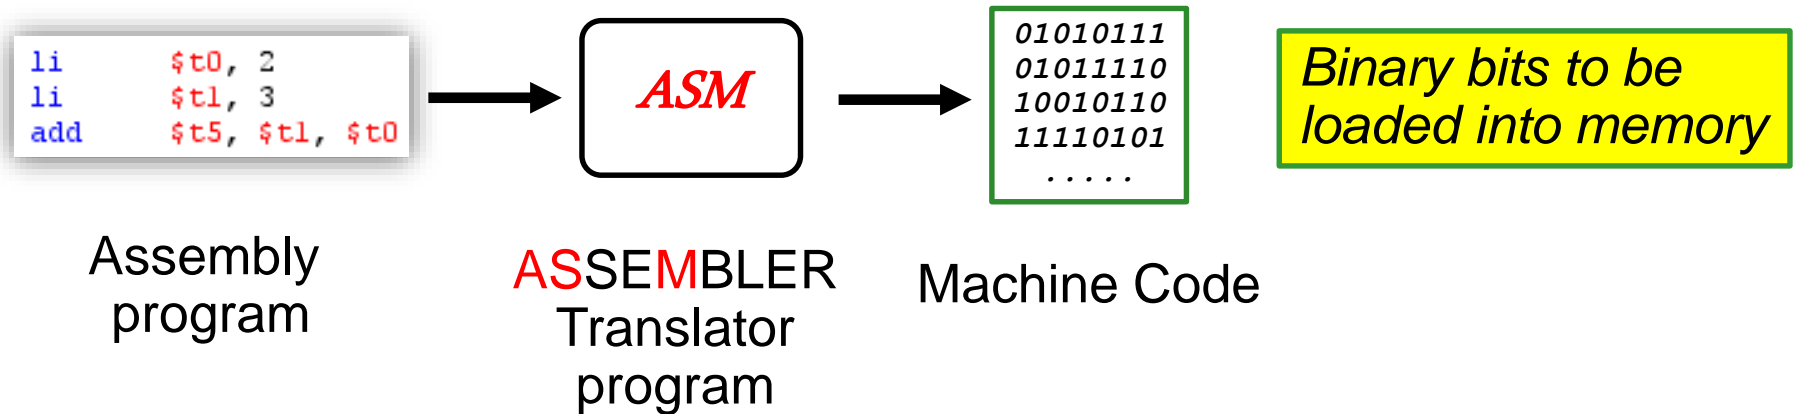 li $t0, 2
li $t1, 3
add $t5, $t1, $t0
ASM
01010111
01011110
10010110
11110101
.....
Binary bits to be
loaded into memory
Assembly
program
ASSEMBLER
Translator
program
Machine Code